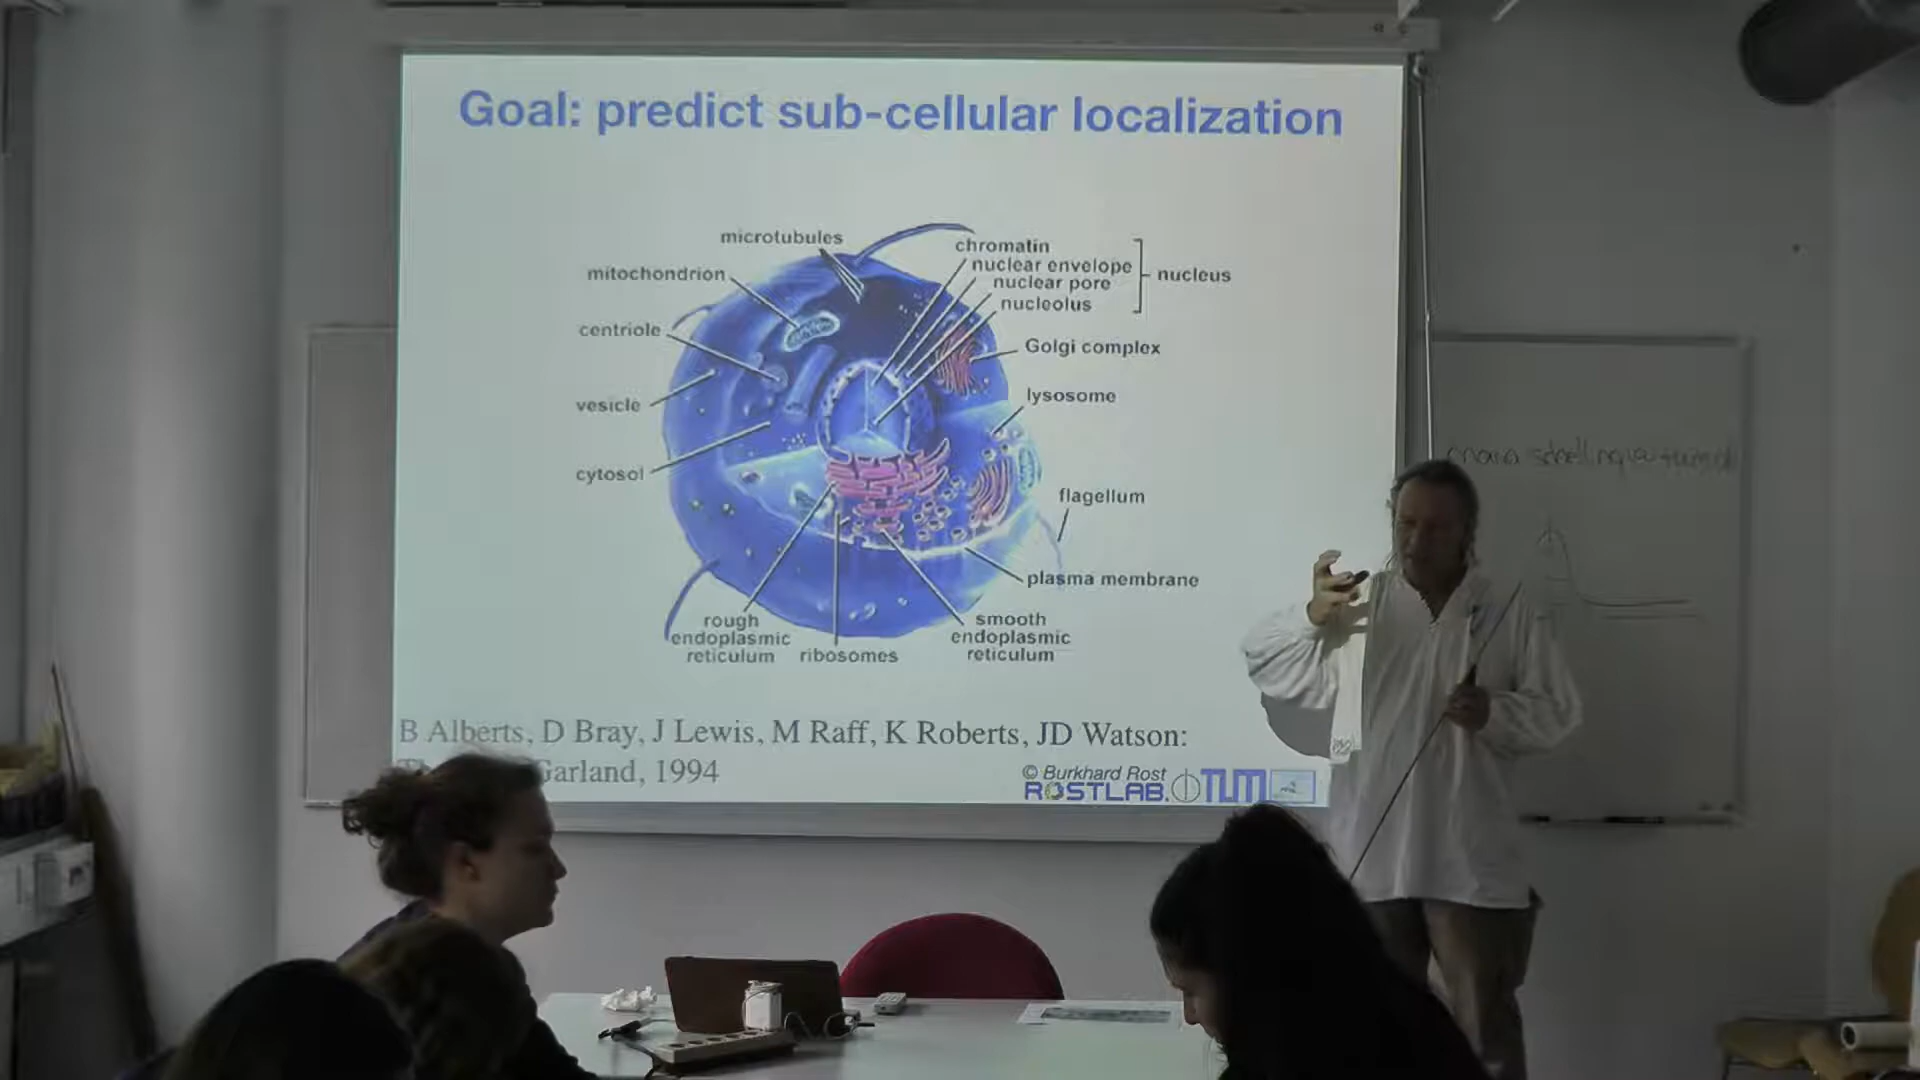 Goal: predict sub-cellular localization
microtubules
mitochondrion
centriole
vesicle
cytosol
chromatin
nuclear envelope
nuclear pore
nucleolus
nucleus
Golgi complex
lysosome
flagellum
plasma membrane
rough
endoplasmic
reticulum
ribosomes
smooth
endoplasmic
reticulum
B Alberts, D Bray, J Lewis, M Raff, K Roberts, JD Watson:
Garland, 1994
© Burkhard Rost
ROSTLAB.
TUM